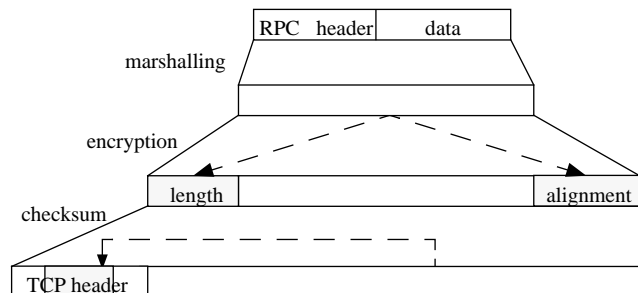 RPC header data
marshalling
encryption
length alignment
checksum
TCP header